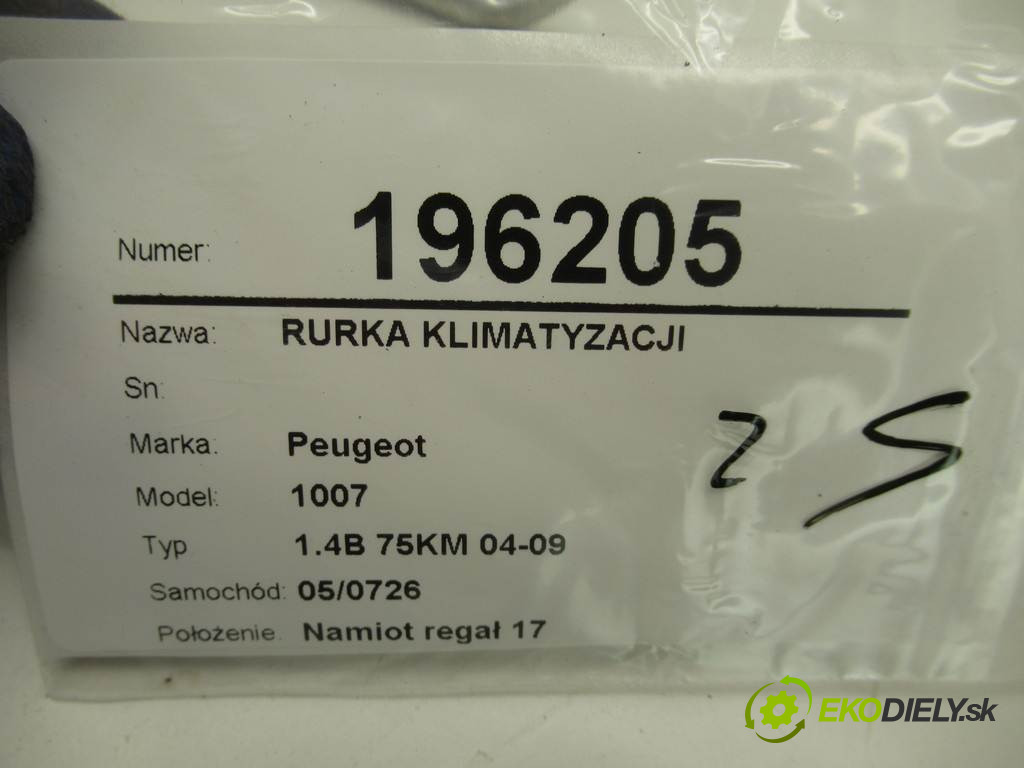 Numer: 196205
Nazwa: RURKA KLIMATYZACJI
Sn:
Marka: Peugeot
Model: 1007
Typ 1.4B 75KM 04-09
Samochód: 05/0726
Położenie. Namiot regał 17
25
EKODIELY.sk